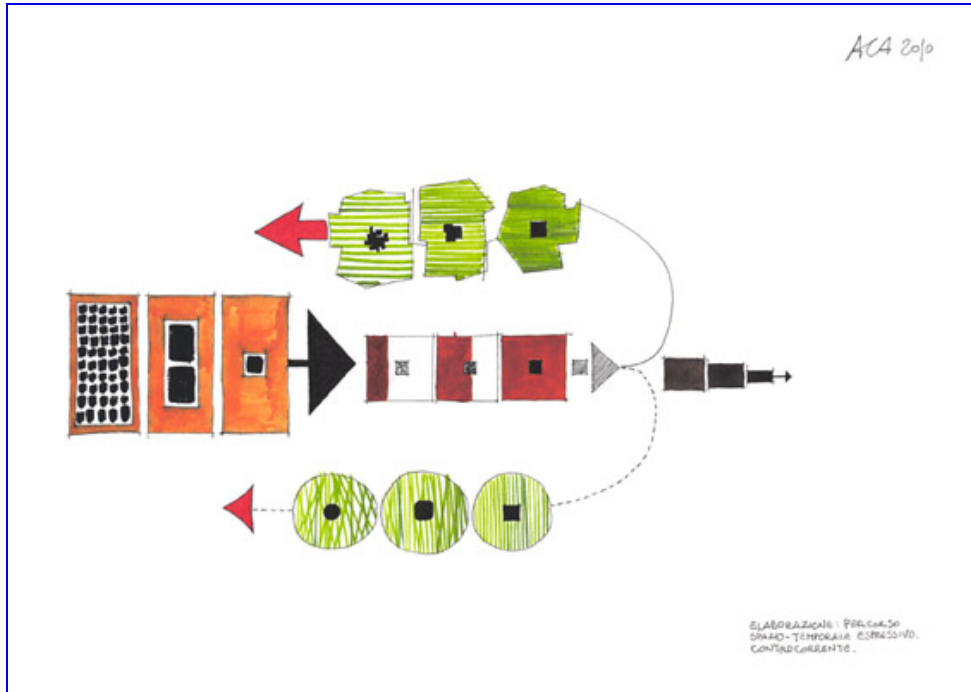 ACA 2010
ELABORAZIONE: PERCORSO
SPAZIO-TEMPORALE ESPRESSIVO.
CONTROCORRENTE.